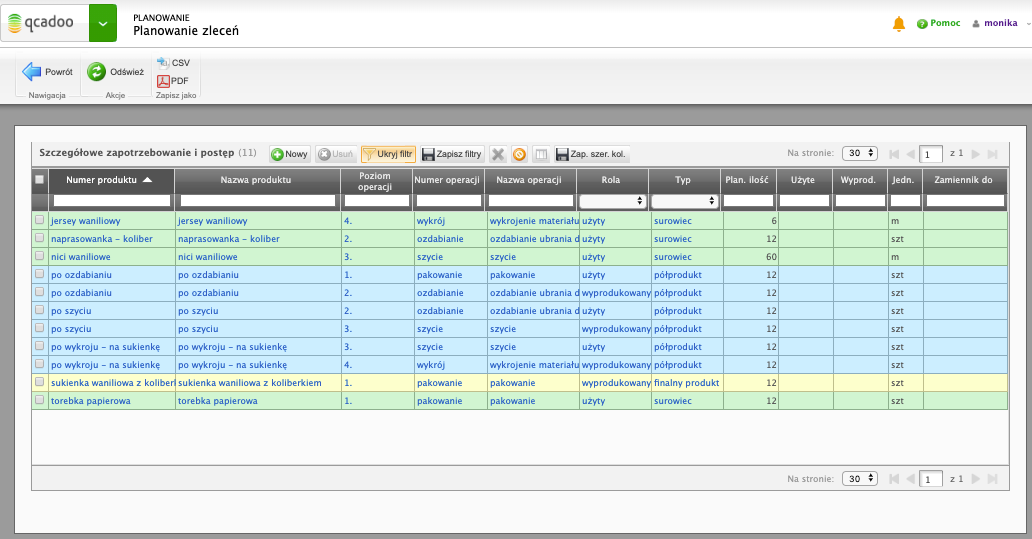 qcadoo
PLANOWANIE
Planowanie zleceń
Pomoc
monika
Powrót
Nawigacja
Odśwież
Akcje
CSV
PDF
Zapisz jako
Szczegółowe zapotrzebowanie i postęp (11) Nowy Usuń Ukryj filtr Zapisz filtry Zap. szer. kol. Na stronie: 30 1 z 1
Numer produktu Nazwa produktu Poziom operacji Numer operacji Nazwa operacji Rola Typ Plan. ilość Użyte Wyprod. Jedn. Zamiennik do
jersey waniliowy jersey waniliowy 4. wykrój wykrojenie materiału użyty surowiec 6 m
naprasowanka - koliber naprasowanka - koliber 2. ozdabianie ozdabianie ubrania d użyty surowiec 12 szt
nici waniliowe nici waniliowe 3. szycie szycie użyty surowiec 60 m
po ozdabianiu po ozdabianiu 1. pakowanie pakowanie użyty półprodukt 12 szt
po ozdabianiu po ozdabianiu 2. ozdabianie ozdabianie ubrania d wyprodukowany półprodukt 12 szt
po szyciu po szyciu 2. ozdabianie ozdabianie ubrania d użyty półprodukt 12 szt
po szyciu po szyciu 3. szycie szycie wyprodukowany półprodukt 12 szt
po wykroju - na sukienkę po wykroju - na sukienkę 3. szycie szycie użyty półprodukt 12 szt
po wykroju - na sukienkę po wykroju - na sukienkę 4. wykrój wykrojenie materiału wyprodukowany półprodukt 12 szt
sukienka waniliowa z koliberl sukienka waniliowa z koliberkiem 1. pakowanie pakowanie wyprodukowany finalny produkt 12 szt
torebka papierowa torebka papierowa 1. pakowanie pakowanie użyty surowiec 12 szt
Na stronie: 30 1 z 1